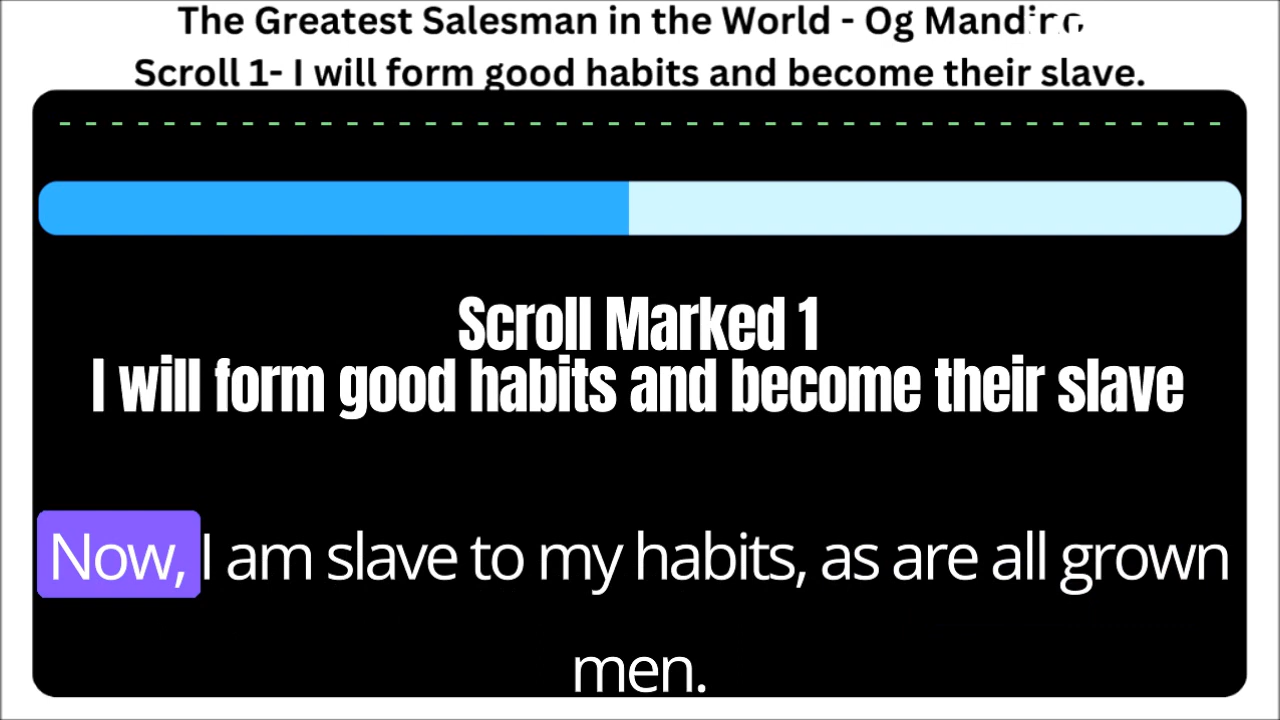 The Greatest Salesman in the World - Og
Scroll 1- I will form good habits and become their slave.
Scroll Marked 1
I will form good habits and become their slave
Now, I am slave to my habits, as are all grown
men.